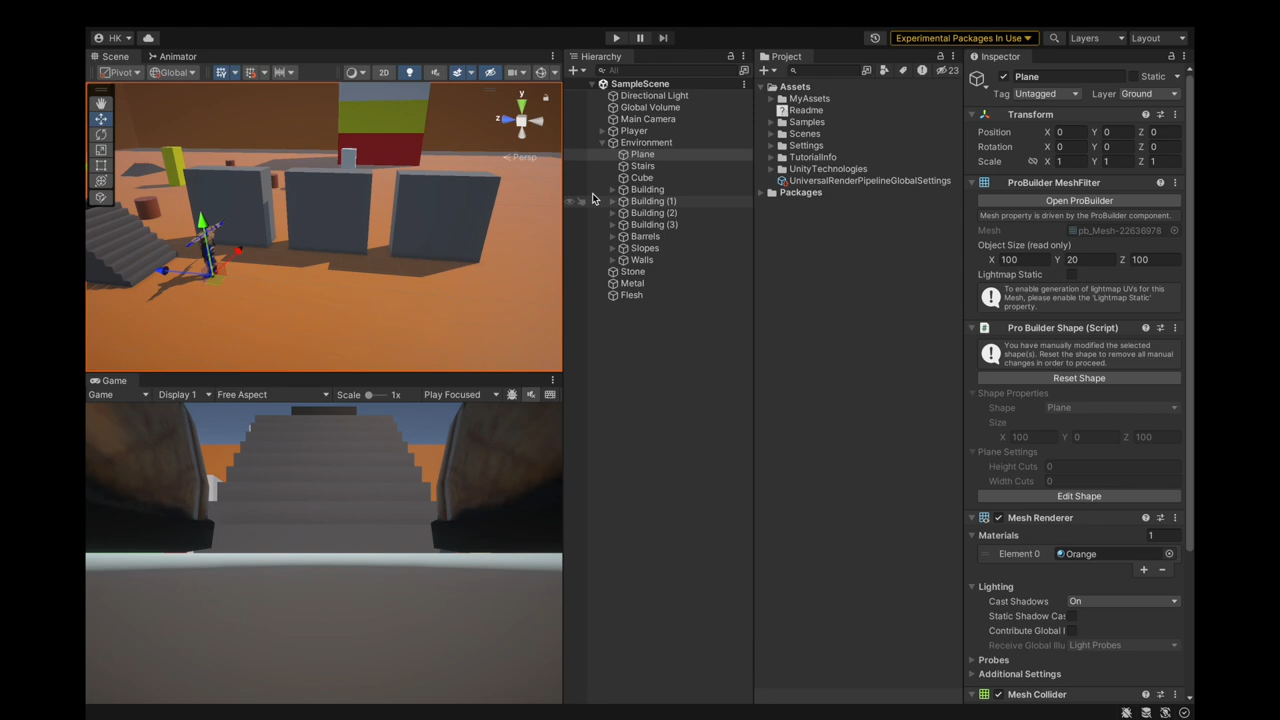 HK
Experimental Packages In Use
Layers
Layout
Scene
Animator
Pivot
Global
2D
y
z
Persp
Game
Game
Display 1
Free Aspect
Scale
1x
Play Focused
Hierarchy
All
SampleScene
Directional Light
Global Volume
Main Camera
Player
Environment
Plane
Stairs
Cube
Building
Building (1)
Building (2)
Building (3)
Barrels
Slopes
Walls
Stone
Metal
Flesh
Project
23
Assets
MyAssets
Readme
Samples
Scenes
Settings
TutorialInfo
UnityTechnologies
UniversalRenderPipelineGlobalSettings
Packages
Inspector
Plane
Static
Tag Untagged Layer Ground
Transform
Position X 0 Y 0 Z 0
Rotation X 0 Y 0 Z 0
Scale X 1 Y 1 Z 1
ProBuilder MeshFilter
Open ProBuilder
Mesh property is driven by the ProBuilder component.
Mesh pb_Mesh-22636978
Object Size (read only)
X 100 Y 20 Z 100
Lightmap Static
To enable generation of lightmap UVs for this
Mesh, please enable the 'Lightmap Static'
property.
Pro Builder Shape (Script)
You have manually modified the selected
shape(s). Reset the shape to remove all manual
changes in order to proceed.
Reset Shape
Shape Properties
Shape Plane
Size
X 100 Y 0 Z 100
Plane Settings
Height Cuts 0
Width Cuts 0
Edit Shape
Mesh Renderer
Materials 1
Element 0 Orange
Lighting
Cast Shadows On
Static Shadow Cas
Contribute Global I
Receive Global Illu Light Probes
Probes
Additional Settings
Mesh Collider